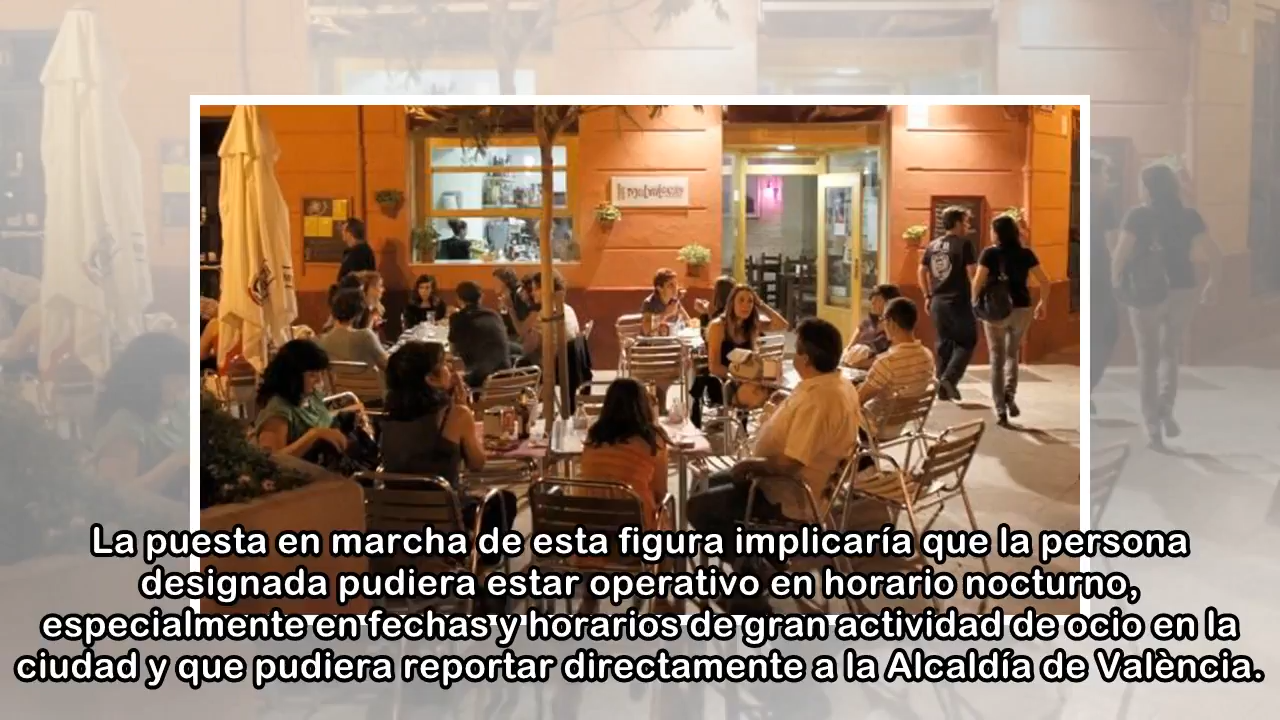 La puesta en marcha de esta figura implicaría que la persona
designada pudiera estar operativo en horario nocturno,
especialmente en fechas y horarios de gran actividad de ocio en la
ciudad y que pudiera reportar directamente a la Alcaldía de València.